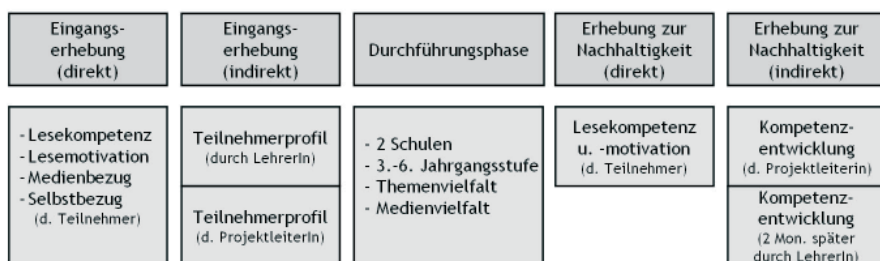 Eingangs-
erhebung
(direkt)
Eingangs-
erhebung
(indirekt)
Durchführungsphase
Erhebung zur
Nachhaltigkeit
(direkt)
Erhebung zur
Nachhaltigkeit
(indirekt)
- Lesekompetenz
- Lesemotivation
- Medienbezug
- Selbstbezug
(d. Teilnehmer)
Teilnehmerprofil
(durch LehrerIn)
Teilnehmerprofil
(d. ProjektleiterIn)
- 2 Schulen
- 3.-6. Jahrgangsstufe
- Themenvielfalt
- Medienvielfalt
Lesekompetenz
u. -motivation
(d. Teilnehmer)
Kompetenz-
entwicklung
(d. Projektleiterin)
Kompetenz-
entwicklung
(2 Mon. später
durch LehrerIn)